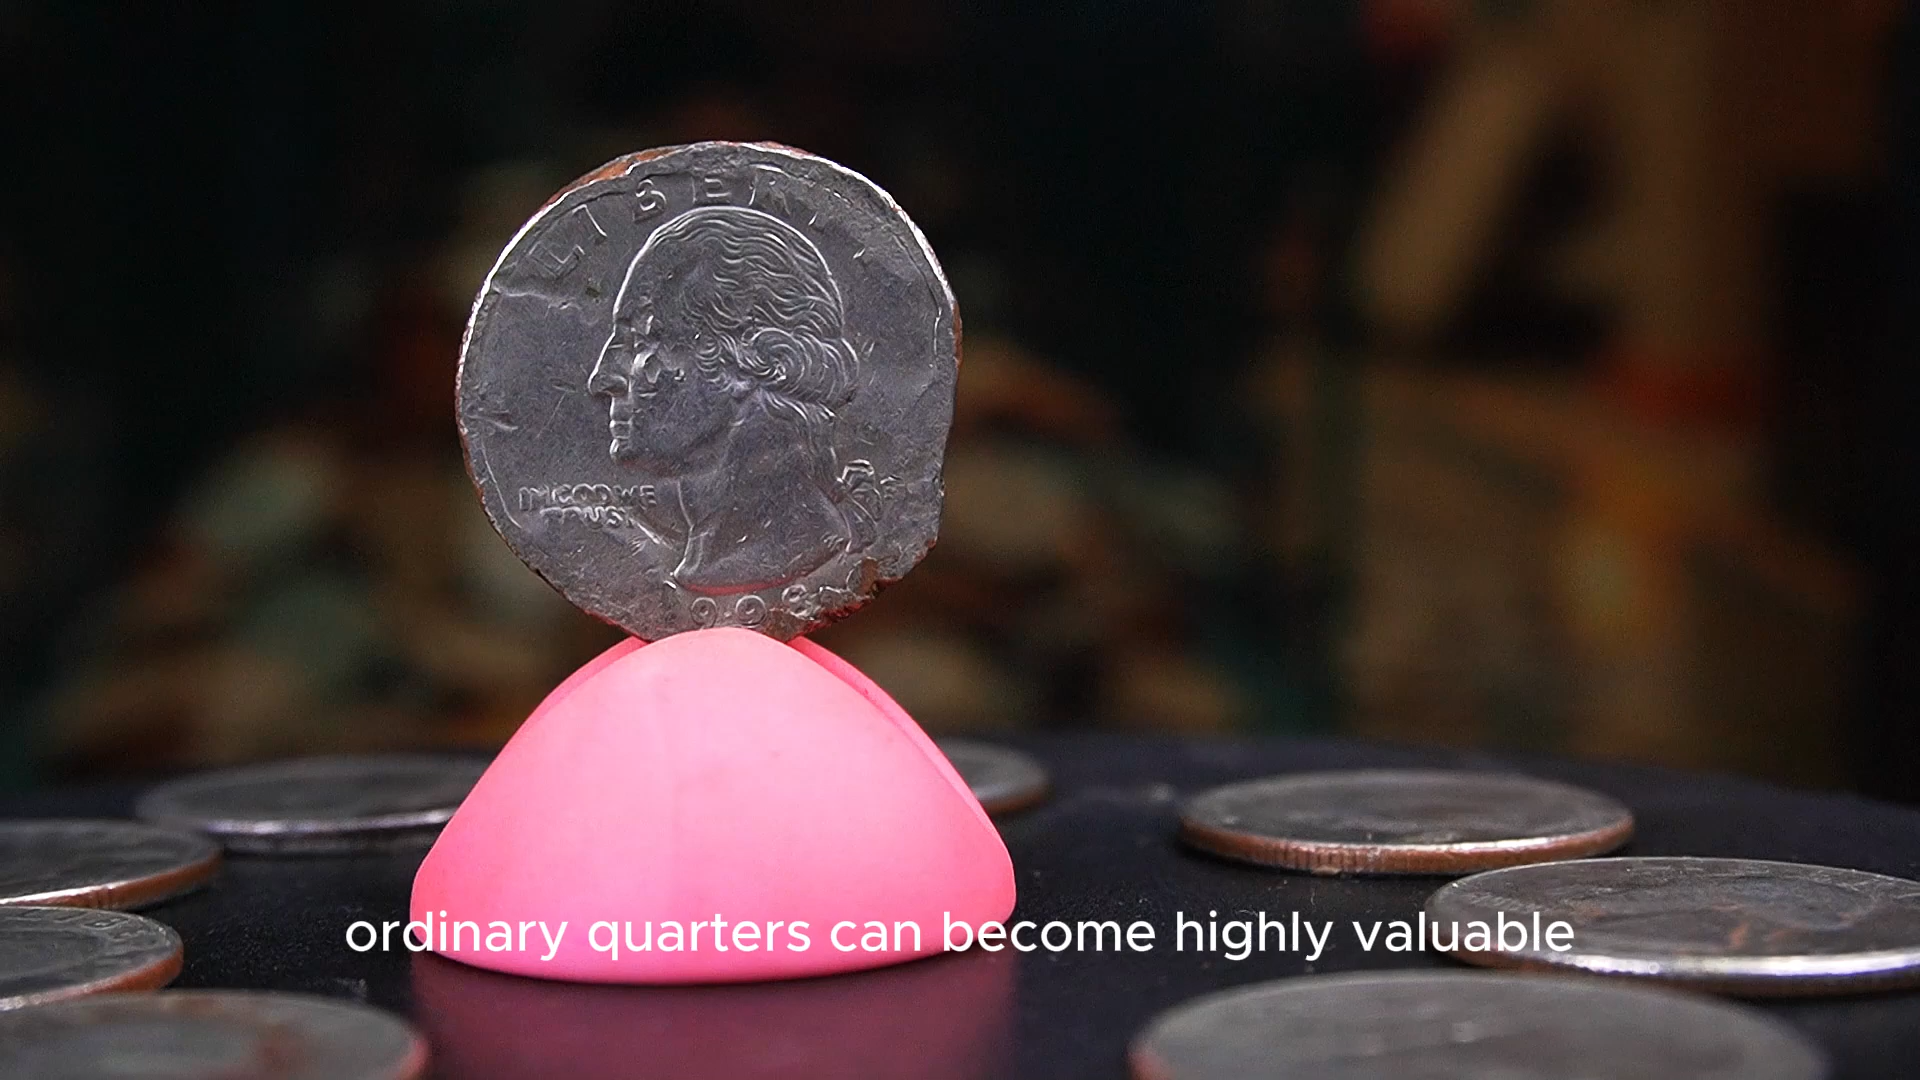 LIBERTY
IN GOD WE
TRUST
ordinary quarters can become highly valuable